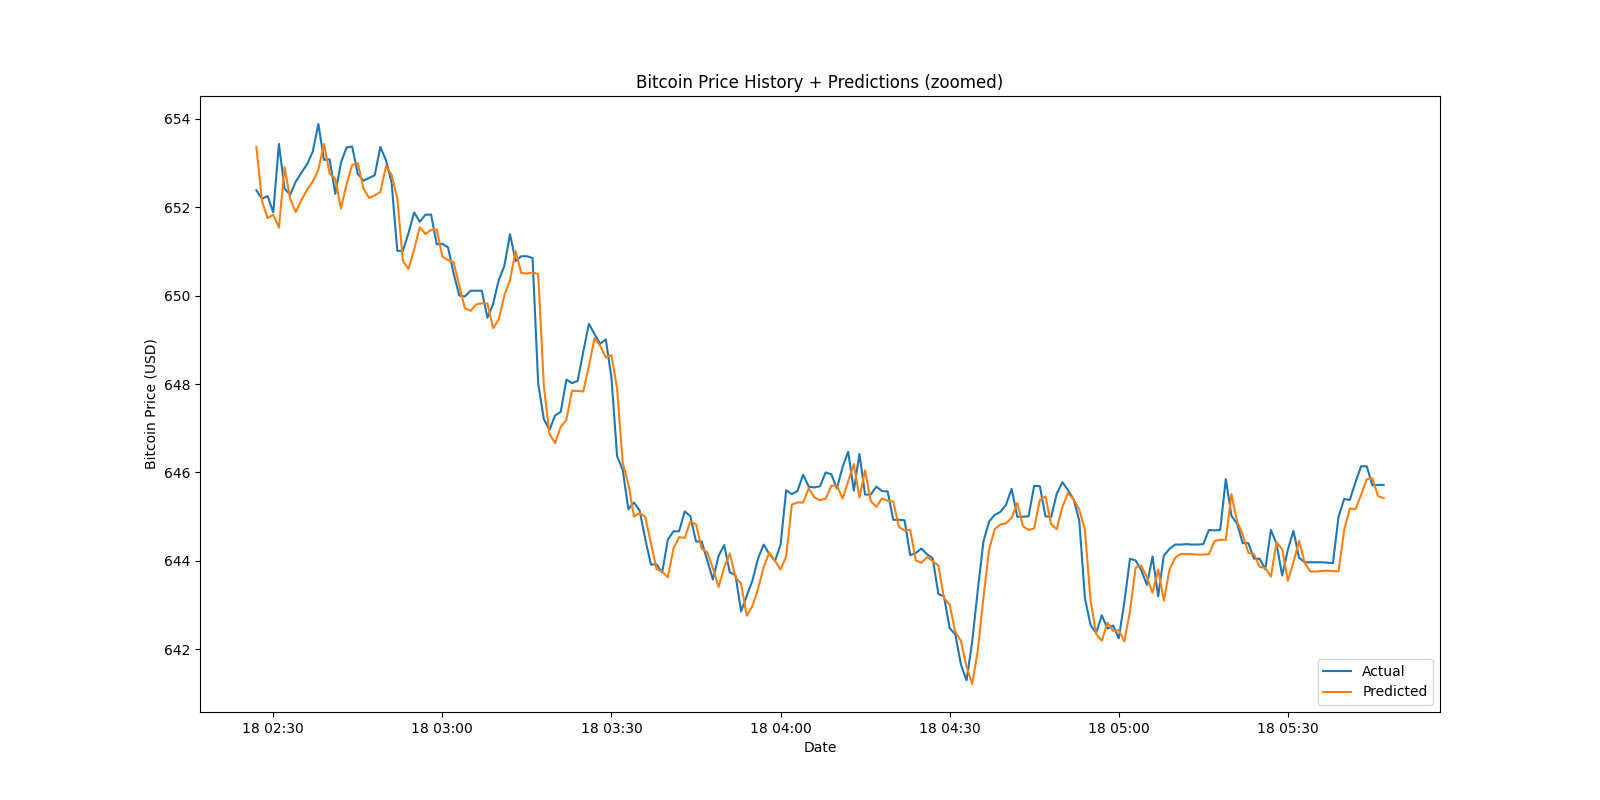 Bitcoin Price History + Predictions (zoomed)
Bitcoin Price (USD)
654
652
650
648
646
644
642
18 02:30 18 03:00 18 03:30 18 04:00 18 04:30 18 05:00 18 05:30
Date
Actual
Predicted